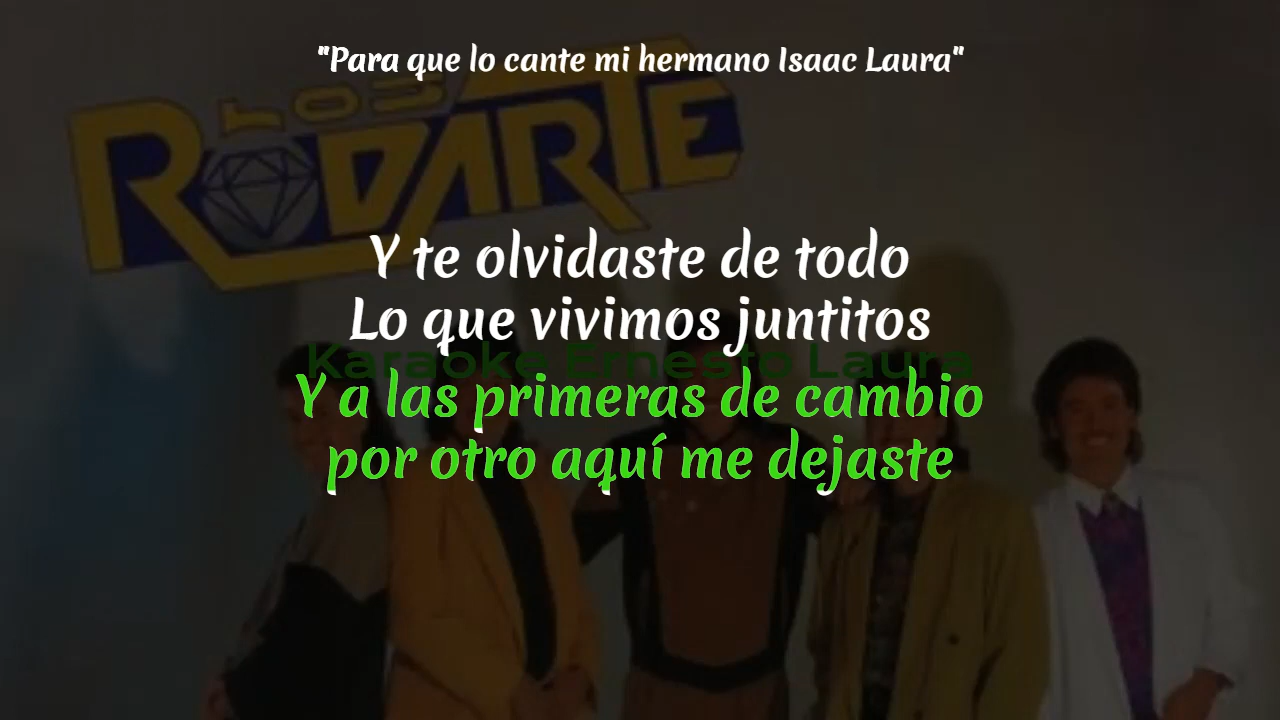 "Para que lo cante mi hermano Isaac Laura"
LOS
RODARTE
Y te olvidaste de todo
Lo que vivimos juntitos
Karaoke Ernesto Laura
Y a las primeras de cambio
por otro aquí me dejaste